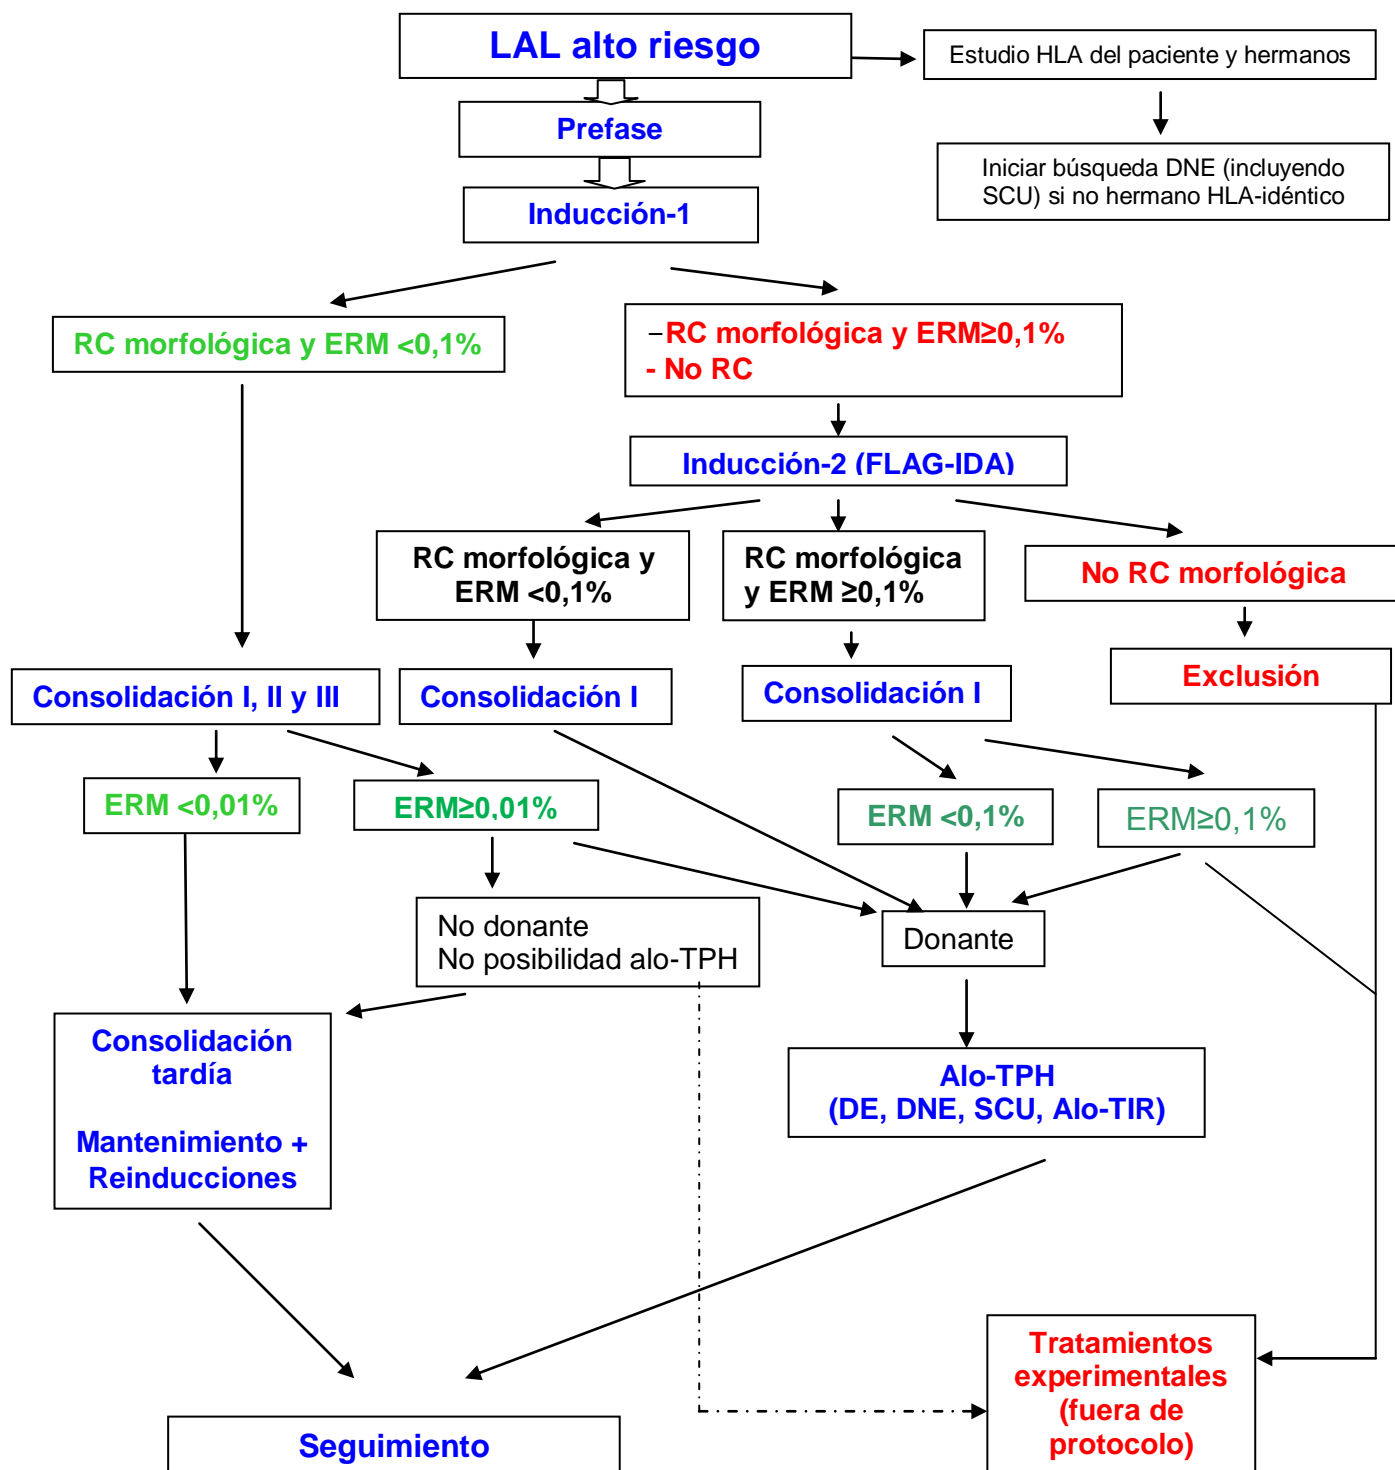 LAL alto riesgo
Estudio HLA del paciente y hermanos
Prefase
Iniciar búsqueda DNE (incluyendo
SCU) si no hermano HLA-idéntico
Inducción-1
RC morfológica y ERM <0,1%
–RC morfológica y ERM≥0,1%
- No RC
Inducción-2 (FLAG-IDA)
RC morfológica y
ERM <0,1%
RC morfológica
y ERM ≥0,1%
No RC morfológica
Consolidación I, II y III
Consolidación I
Consolidación I
Exclusión
ERM <0,01%
ERM≥0,01%
ERM <0,1%
ERM≥0,1%
No donante
No posibilidad alo-TPH
Donante
Consolidación
tardía
Mantenimiento +
Reinducciones
Alo-TPH
(DE, DNE, SCU, Alo-TIR)
Tratamientos
experimentales
(fuera de
protocolo)
Seguimiento